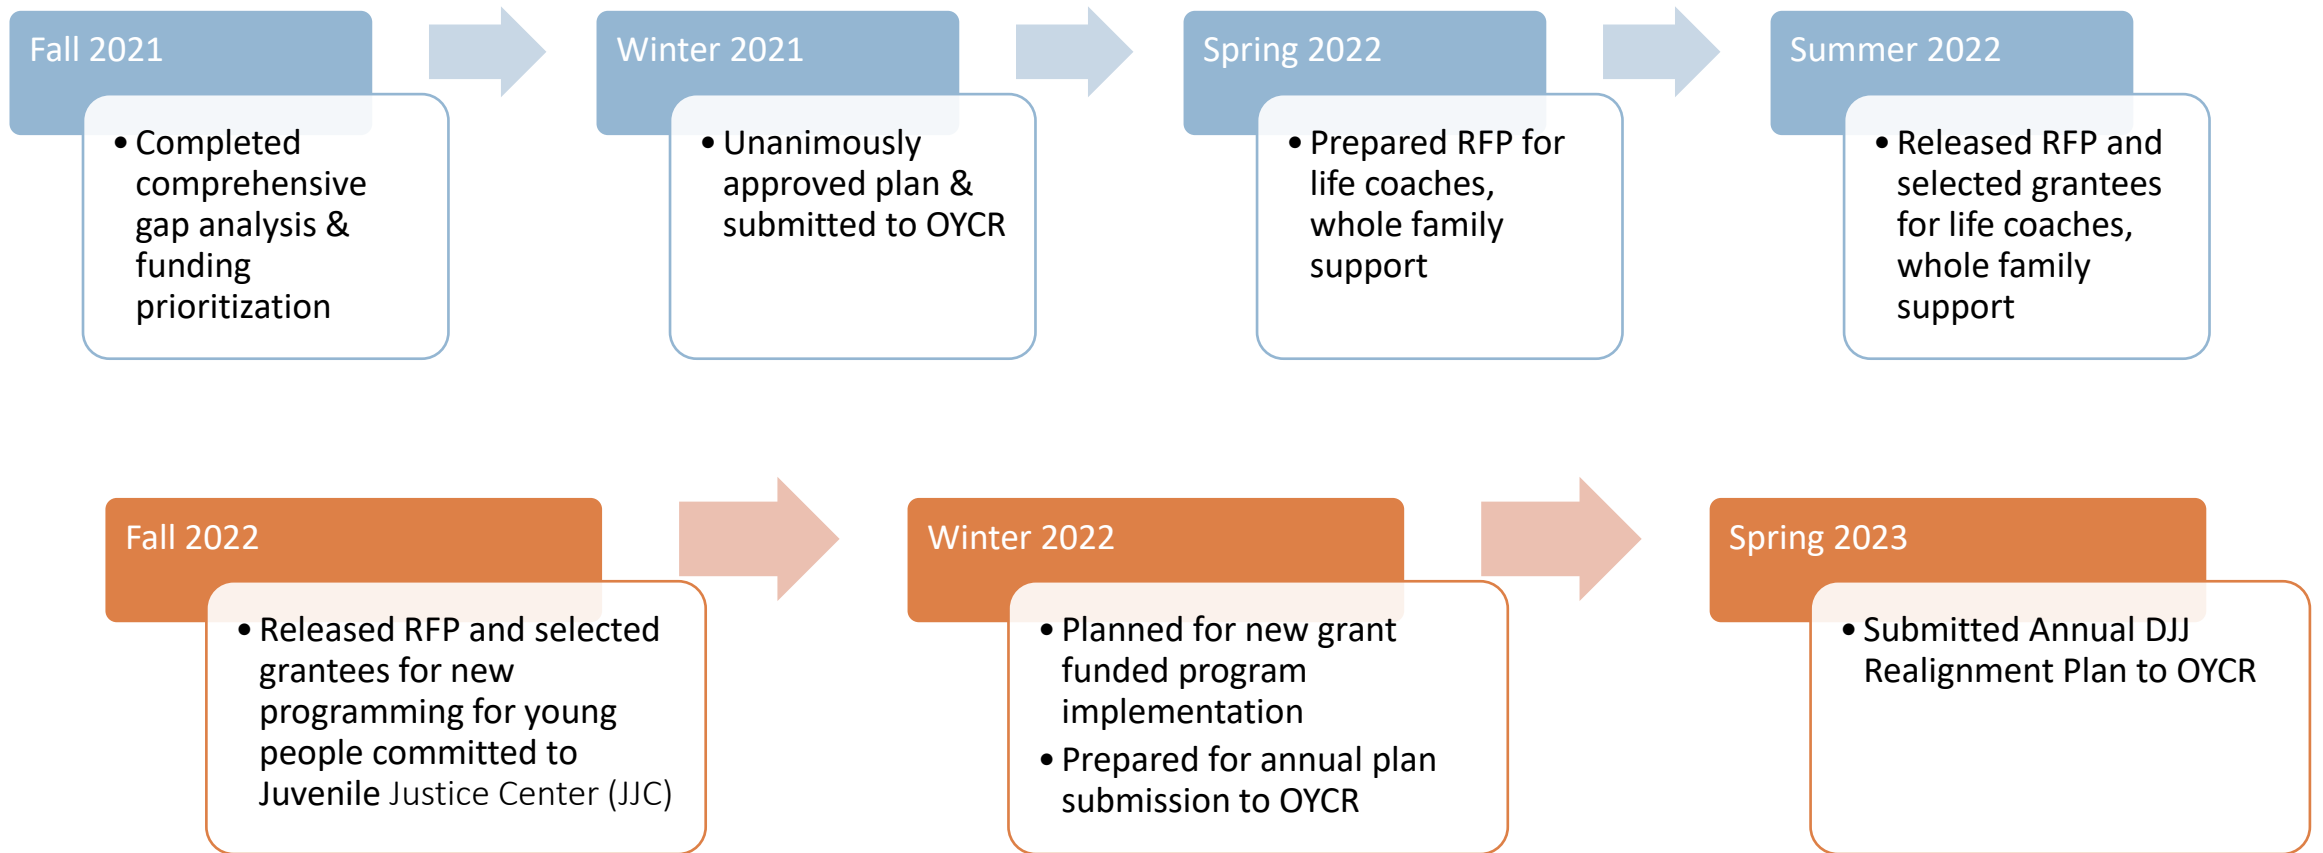 Fall 2021
• Completed
comprehensive
gap analysis &
funding
prioritization
Winter 2021
• Unanimously
approved plan &
submitted to OYCR
Spring 2022
• Prepared RFP for
life coaches,
whole family
support
Summer 2022
• Released RFP and
selected grantees
for life coaches,
whole family
support
Fall 2022
• Released RFP and selected
grantees for new
programming for young
people committed to
Juvenile Justice Center (JJC)
Winter 2022
• Planned for new grant
funded program
implementation
• Prepared for annual plan
submission to OYCR
Spring 2023
• Submitted Annual DJJ
Realignment Plan to OYCR